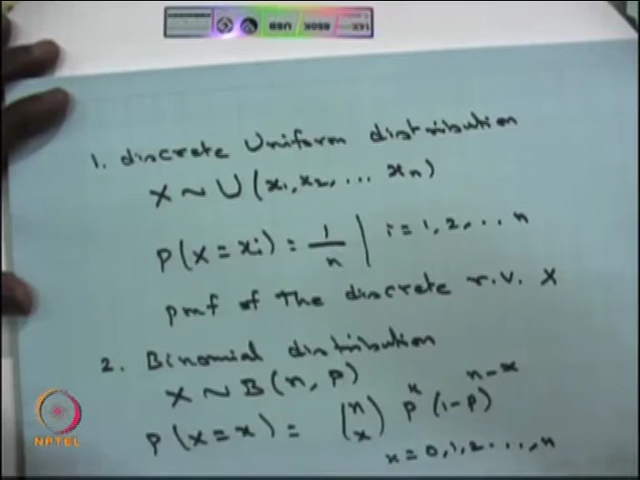 1. discrete Uniform distribution
X ~ U (x₁, x₂, ... xₙ)
P(X = xᵢ) = 1/n | i = 1, 2, .. n
pmf of the discrete r.v. X
2. Binomial distribution
X ~ B(n, p)
P(X = x) = (n x) p^x (1-p)^(n-x)
x = 0, 1, 2 ..., n
NPTEL